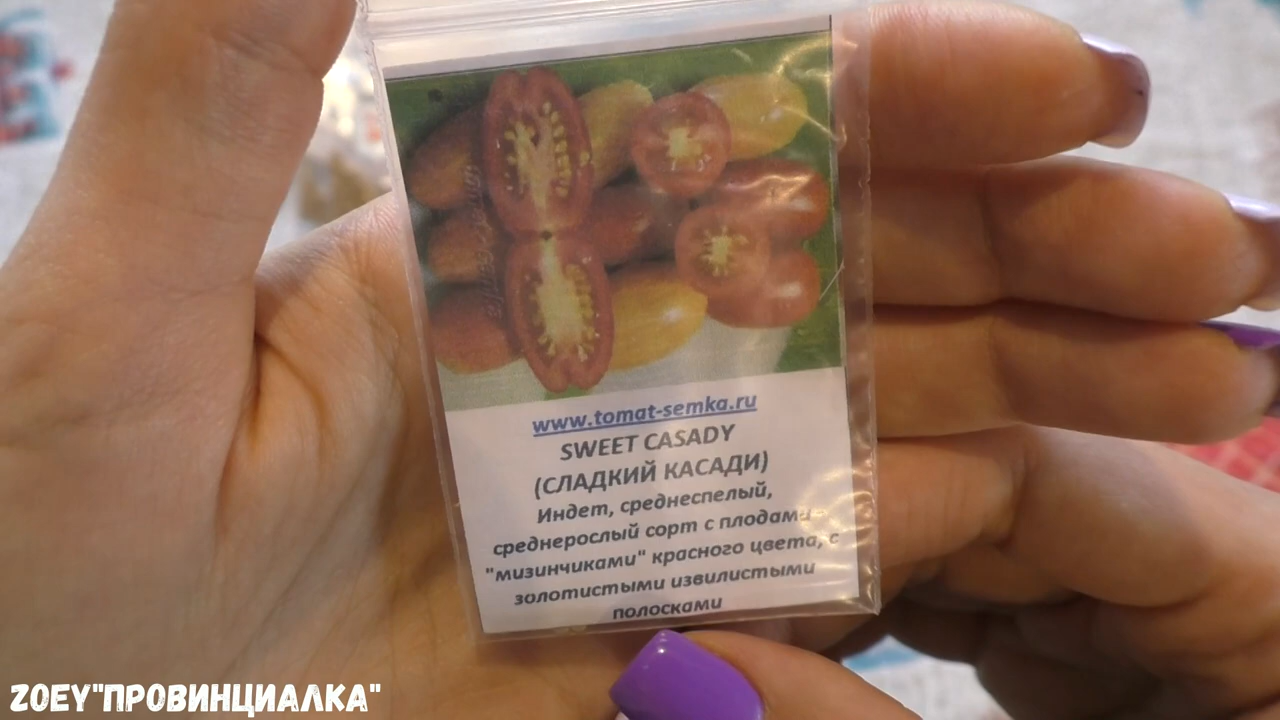 www.tomat-semka.ru
SWEET CASADY
(СЛАДКИЙ КАСАДИ)
Индет, среднеспелый,
среднерослый сорт с плодами-
"мизинчиками" красного цвета, с
золотистыми извилистыми
полосками
ZOEY"ПРОВИНЦИАЛКА"